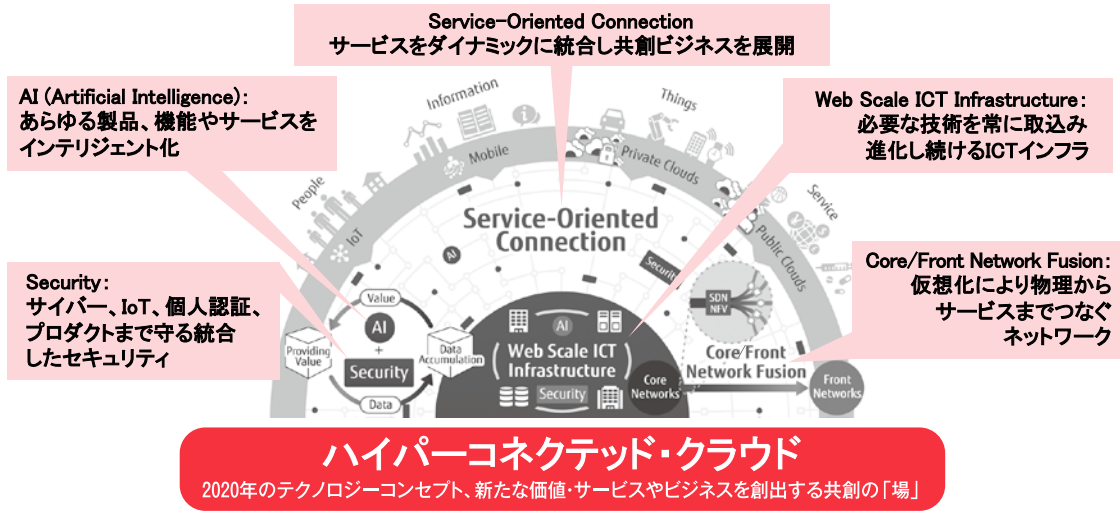 Service-Oriented Connection
サービスをダイナミックに統合し共創ビジネスを展開
AI (Artificial Intelligence):
あらゆる製品、機能やサービスを
インテリジェント化
Web Scale ICT Infrastructure:
必要な技術を常に取込み
進化し続けるICTインフラ
Security:
サイバー、IoT、個人認証、
プロダクトまで守る統合
したセキュリティ
Core/Front Network Fusion:
仮想化により物理から
サービスまでつなぐ
ネットワーク
People
Information
Things
Service
IoT
Mobile
Private Clouds
Public Clouds
Service-Oriented
Connection
AI
Security
Value
AI
+
Security
Data
Providing
Value
Data
Accumulation
AI
Web Scale ICT
Infrastructure
Security
Core
Networks
SDN
NFV
Core/Front
Network Fusion
Front
Networks
ハイパーコネクテッド・クラウド
2020年のテクノロジーコンセプト、新たな価値・サービスやビジネスを創出する共創の「場」